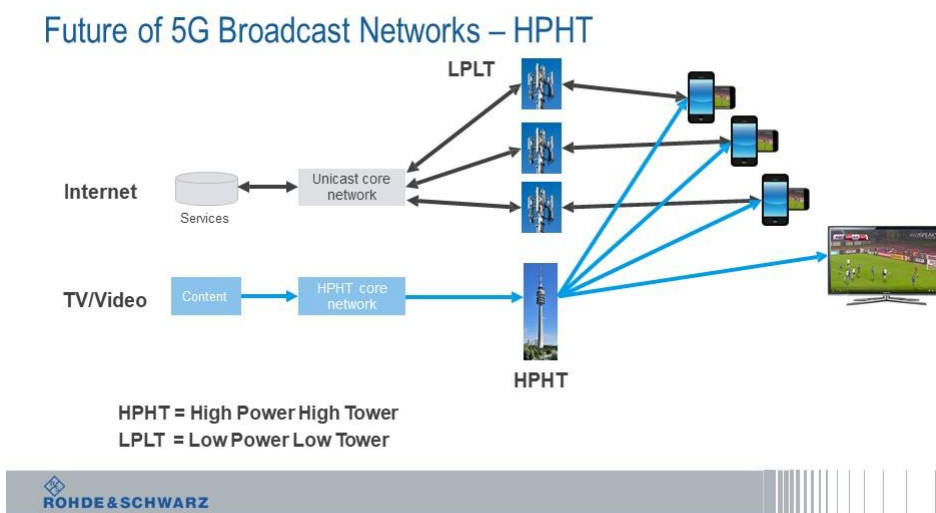 Future of 5G Broadcast Networks – HPHT
LPLT
Internet
Services
Unicast core
network
TV/Video
Content
HPHT core
network
HPHT
HPHT = High Power High Tower
LPLT = Low Power Low Tower
ROHDE&SCHWARZ